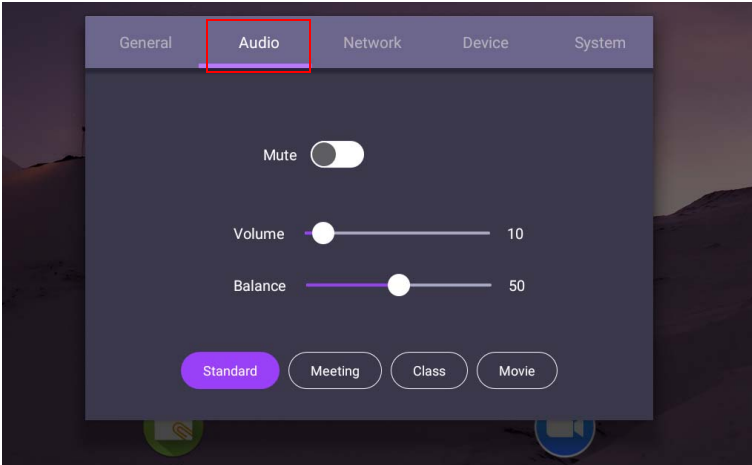 General Audio Network Device System
Mute
Volume 10
Balance 50
Standard Meeting Class Movie